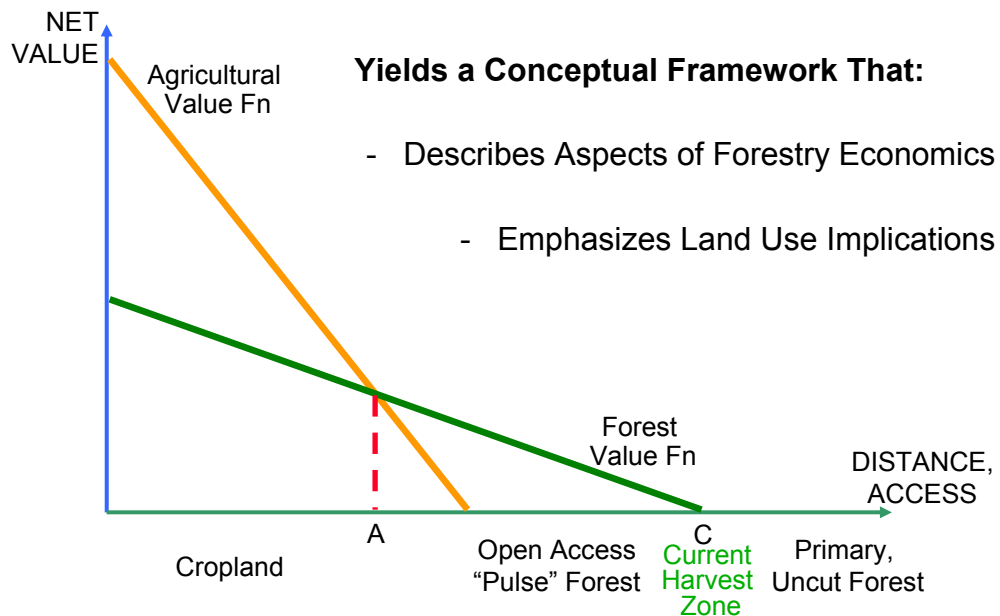 NET
VALUE
Agricultural
Value Fn
Yields a Conceptual Framework That:
- Describes Aspects of Forestry Economics
- Emphasizes Land Use Implications
Forest
Value Fn
DISTANCE,
ACCESS
A
C
Cropland
Open Access
“Pulse” Forest
Current
Harvest
Zone
Primary,
Uncut Forest